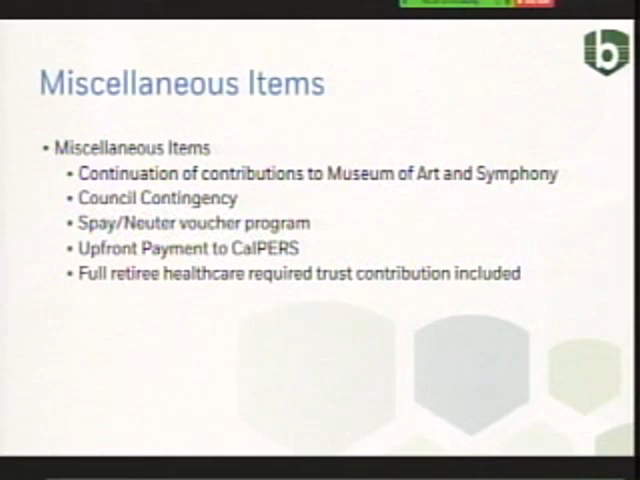 b
Miscellaneous Items
• Miscellaneous Items
• Continuation of contributions to Museum of Art and Symphony
• Council Contingency
• Spay/Neuter voucher program
• Upfront Payment to CalPERS
• Full retiree healthcare required trust contribution included